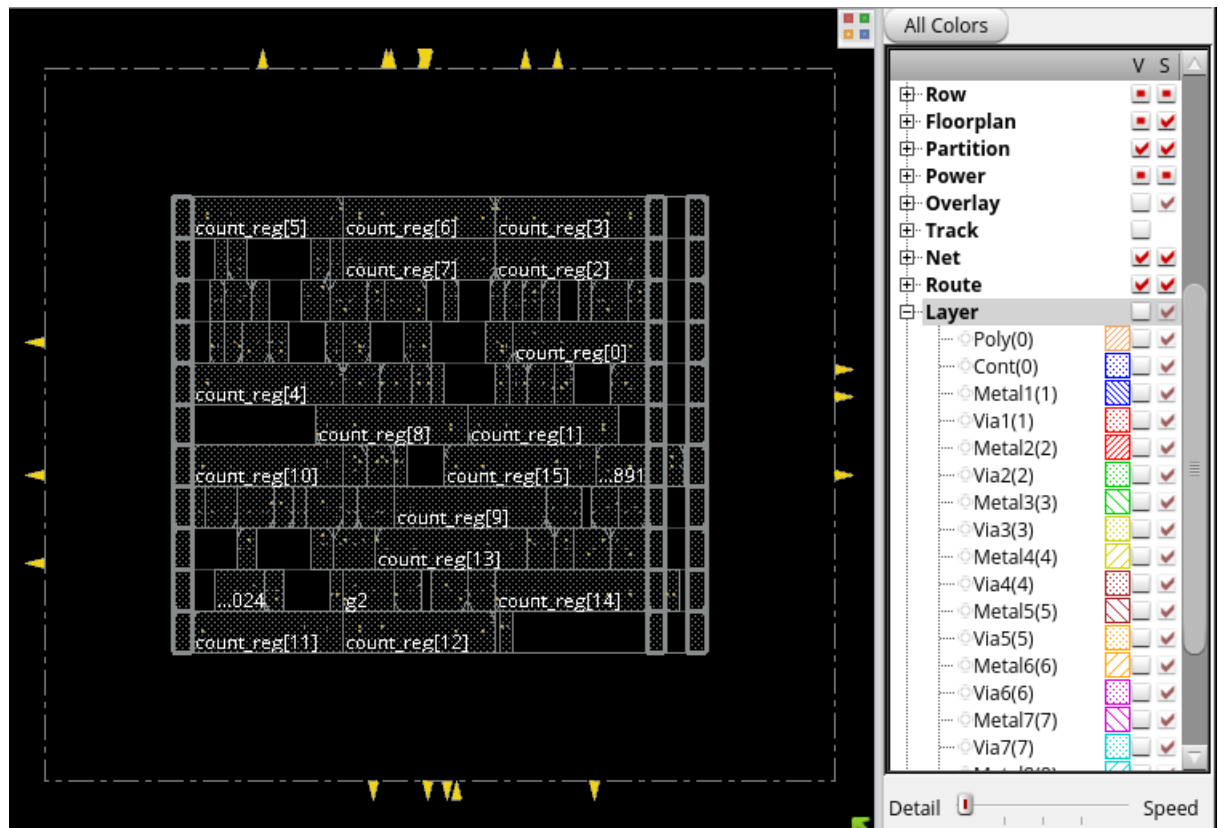 All Colors
V S
Row
Floorplan
Partition
Power
Overlay
Track
Net
Route
Layer
Poly(0)
Cont(0)
Metal1(1)
Via1(1)
Metal2(2)
Via2(2)
Metal3(3)
Via3(3)
Metal4(4)
Via4(4)
Metal5(5)
Via5(5)
Metal6(6)
Via6(6)
Metal7(7)
Via7(7)
Detail Speed
count_reg[5] count_reg[6] count_reg[3]
count_reg[7] count_reg[2]
count_reg[0]
count_reg[4]
count_reg[8] count_reg[1]
count_reg[10] count_reg[15] ...891
count_reg[9]
count_reg[13]
...024 g2 count_reg[14]
count_reg[11] count_reg[12]